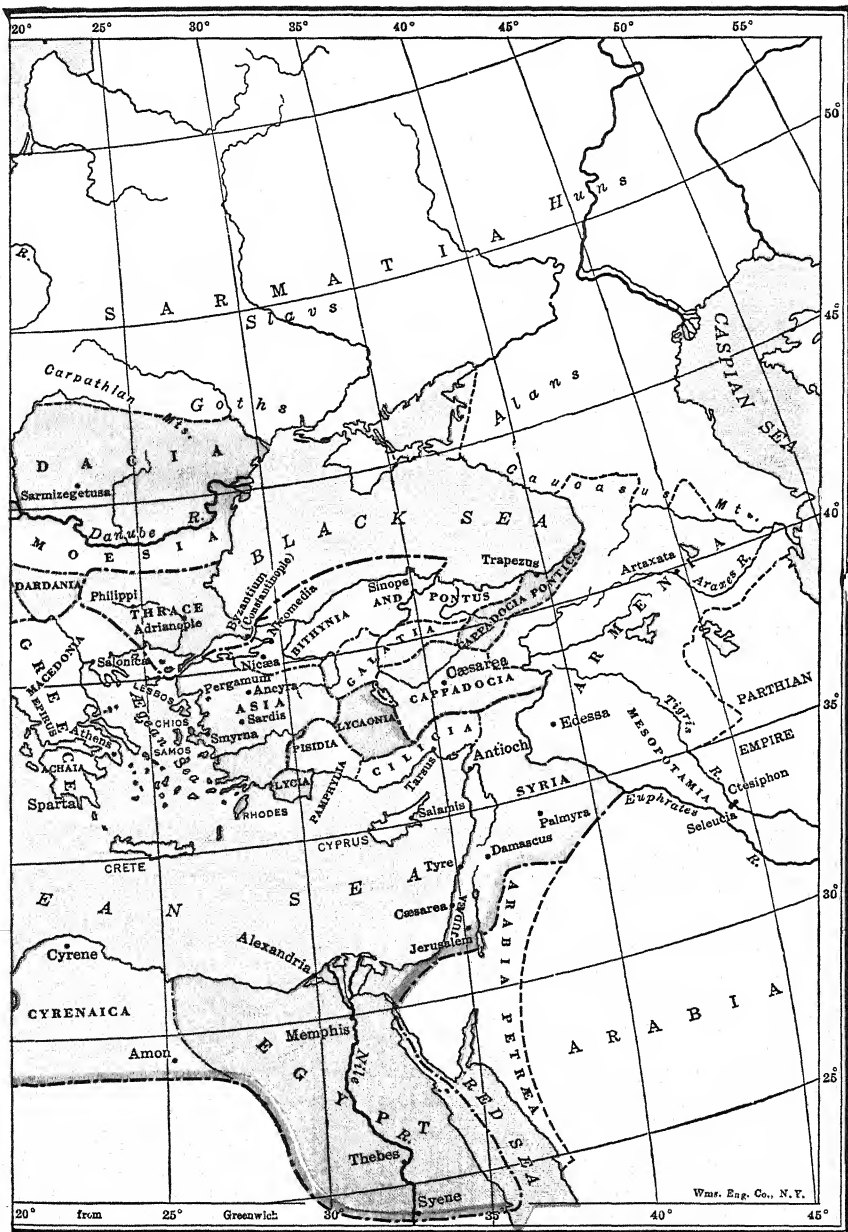 20° 25° 30° 35° 40° 45° 50° 55°
50°
Huns
R.
SARMATIA
Slavs
45°
CASPIAN SEA
Carpathian Mts.
Goths
Alans
DACIA
Sarmizegetusa
Caucasus Mts.
40°
Danube R.
BLACK SEA
MOESIA
Trapezus
Artaxata
Araxes R.
ARMENIA
DARDANIA
Philippi
THRACE
Adrianople
Byzantium
(Constantinople)
Nicomedia
Sinope
BITHYNIA AND PONTUS
CAPPADOCIA PONTICA
GREECE
MACEDONIA
Salonica
Nicæa
GALATIA
Cæsarea
CAPPADOCIA
LESBOS
Pergamum
Ancyra
35°
PARTHIAN
EMPIRE
EPIRUS
Ægean Sea
CHIOS
ASIA
Sardis
LYCAONIA
Edessa
Tigris R.
MESOPOTAMIA
Athens
SAMOS
Smyrna
PISIDIA
CILICIA
Tarsus
Antioch
ACHAIA
LYCIA
PAMPHYLIA
SYRIA
Ctesiphon
Sparta
RHODES
Salamis
Palmyra
Euphrates R.
Seleucia
CRETE
CYPRUS
Tyre
Damascus
30°
EAN SEA
Cæsarea
JUDÆA
Alexandria
Jerusalem
ARABIA PETRÆA
Cyrene
CYRENAICA
ARABIA
Memphis
Amon
EGYPT
Nile R.
RED SEA
25°
Thebes
Syene
Wms. Eng. Co., N.Y.
20° from 25° Greenwich 30° 35° 40° 45°